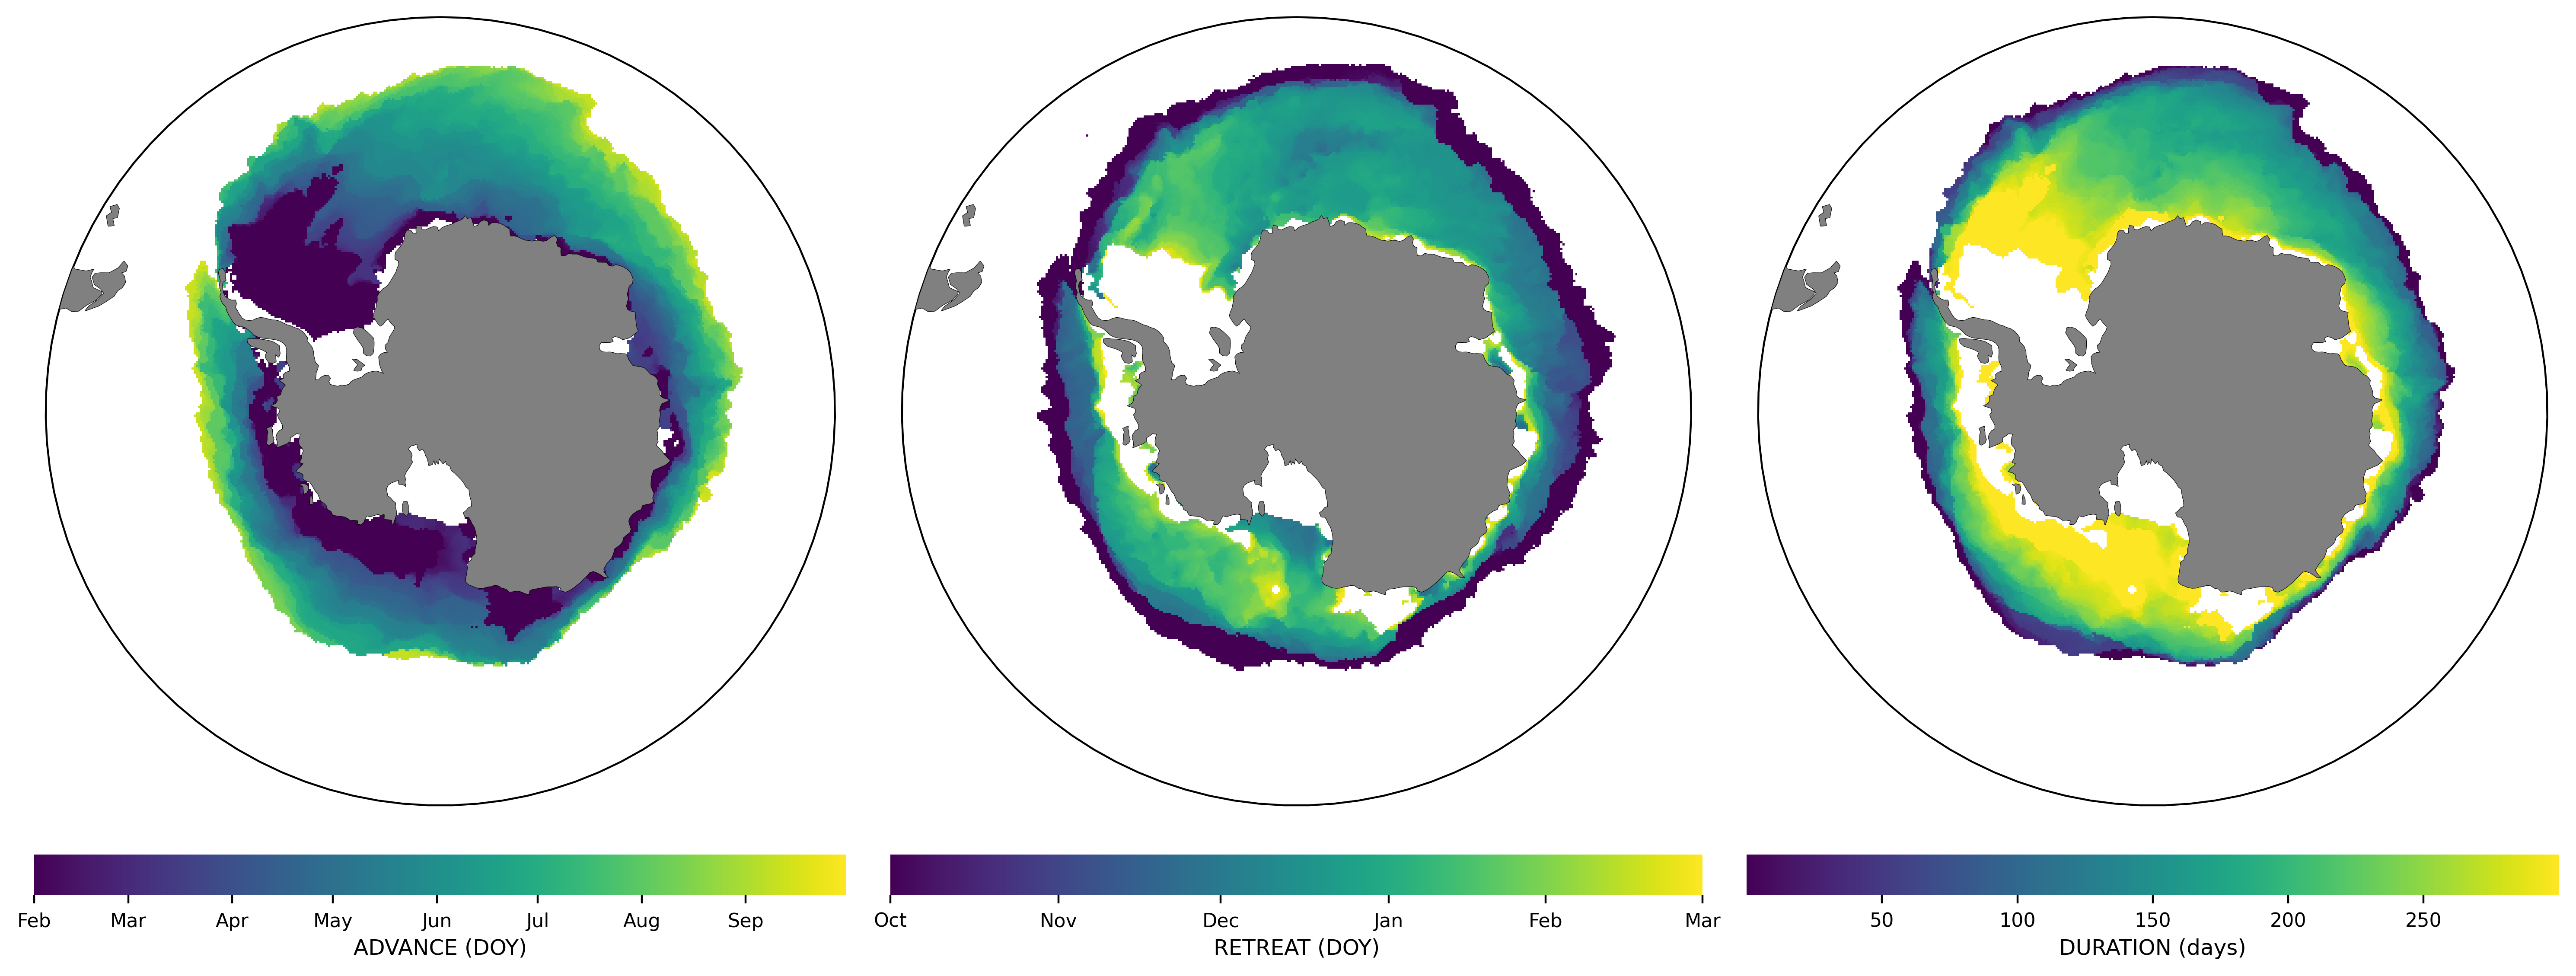 Feb Mar Apr May Jun Jul Aug Sep
ADVANCE (DOY)
Oct Nov Dec Jan Feb Mar
RETREAT (DOY)
50 100 150 200 250
DURATION (days)